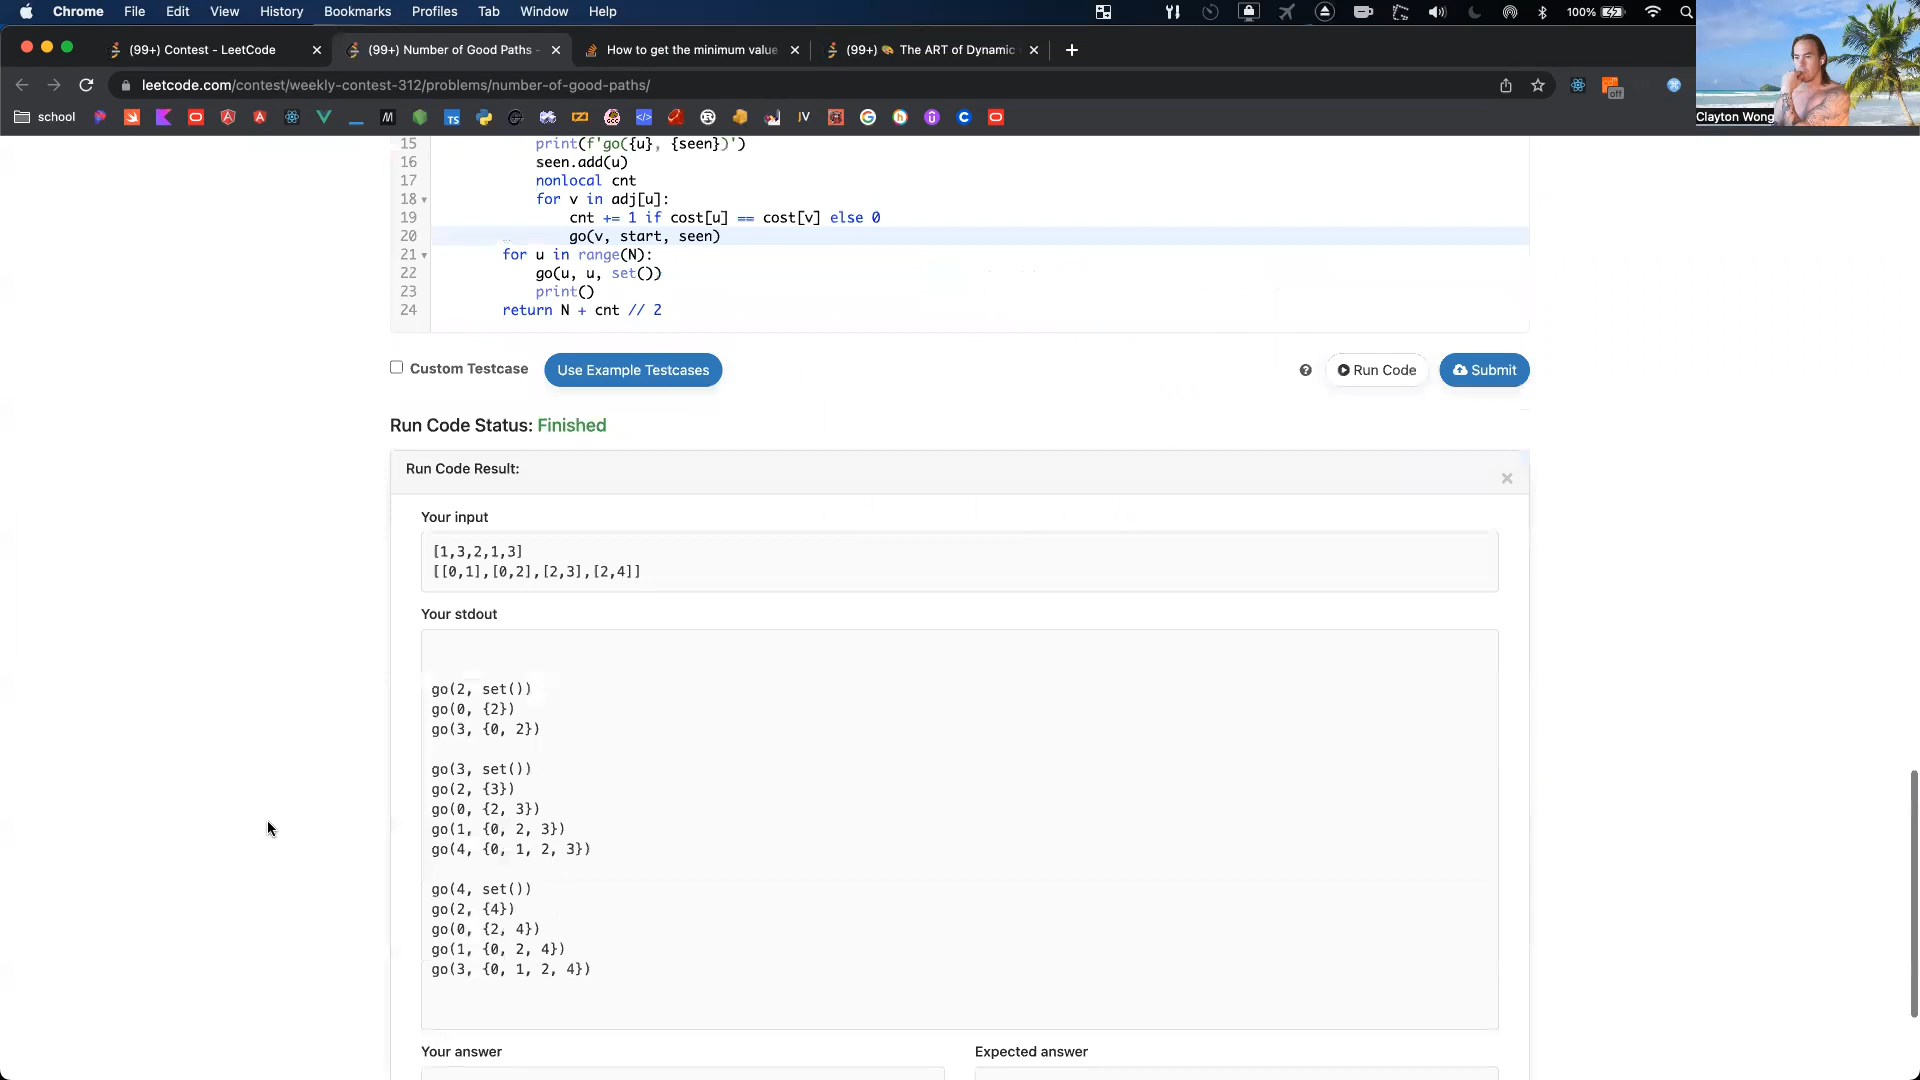 Chrome File Edit View History Bookmarks Profiles Tab Window Help
100%
(99+) Contest - LeetCode
(99+) Number of Good Paths -
How to get the minimum value
(99+) 🎨 The ART of Dynamic
leetcode.com/contest/weekly-contest-312/problems/number-of-good-paths/
off
school
Clayton Wong
15 print(f'go({u}, {seen})')
16 seen.add(u)
17 nonlocal cnt
18 for v in adj[u]:
19 cnt += 1 if cost[u] == cost[v] else 0
20 go(v, start, seen)
21 for u in range(N):
22 go(u, u, set())
23 print()
24 return N + cnt // 2
Custom Testcase
Use Example Testcases
Run Code
Submit
Run Code Status: Finished
Run Code Result:
Your input
[1,3,2,1,3]
[[0,1],[0,2],[2,3],[2,4]]
Your stdout
go(2, set())
go(0, {2})
go(3, {0, 2})
go(3, set())
go(2, {3})
go(0, {2, 3})
go(1, {0, 2, 3})
go(4, {0, 1, 2, 3})
go(4, set())
go(2, {4})
go(0, {2, 4})
go(1, {0, 2, 4})
go(3, {0, 1, 2, 4})
Your answer
Expected answer